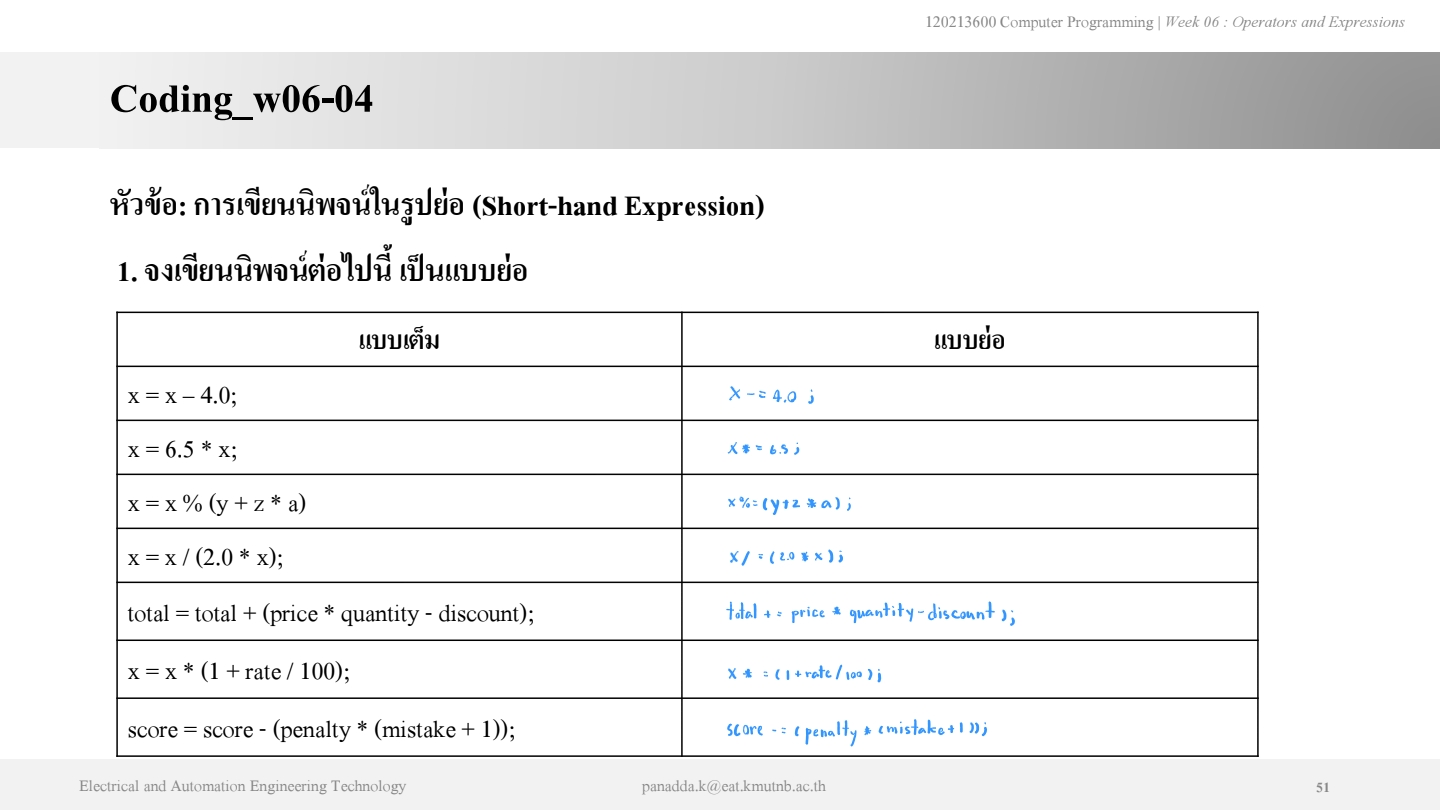 120213600 Computer Programming | Week 06 : Operators and Expressions
Coding_w06-04
หัวข้อ: การเขียนนิพจน์ในรูปย่อ (Short-hand Expression)
1. จงเขียนนิพจน์ต่อไปนี้ เป็นแบบย่อ
แบบเต็ม แบบย่อ
x = x – 4.0; x -= 4.0 ;
x = 6.5 * x; x *= 6.5 ;
x = x % (y + z * a) x %= (y+z * a) ;
x = x / (2.0 * x); x /= (2.0 * x) ;
total = total + (price * quantity - discount); total += price * quantity - discount ) ;
x = x * (1 + rate / 100); x *= (1+rate/100) ;
score = score - (penalty * (mistake + 1)); score -= (penalty * (mistake+1)) ;
Electrical and Automation Engineering Technology panadda.k@eat.kmutnb.ac.th 51